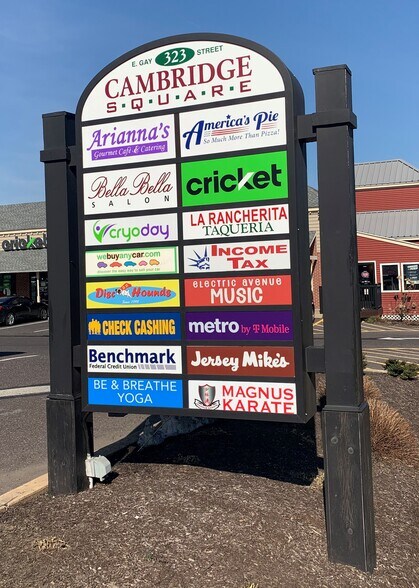 E. GAY 323 STREET
CAMBRIDGE
S·Q·U·A·R·E
Arianna's
Gourmet Café & Catering
America's Pie
So Much More Than Pizza!
Bella Bella
SALON
cricket
cryoday
LA RANCHERITA
TAQUERIA
webuyanycar.com
INCOME
TAX
Disc Hounds
electric avenue
MUSIC
CHECK CASHING
metro by T Mobile
Benchmark
Federal Credit Union
Jersey Mike's
BE & BREATHE
YOGA
MAGNUS
KARATE
cricket